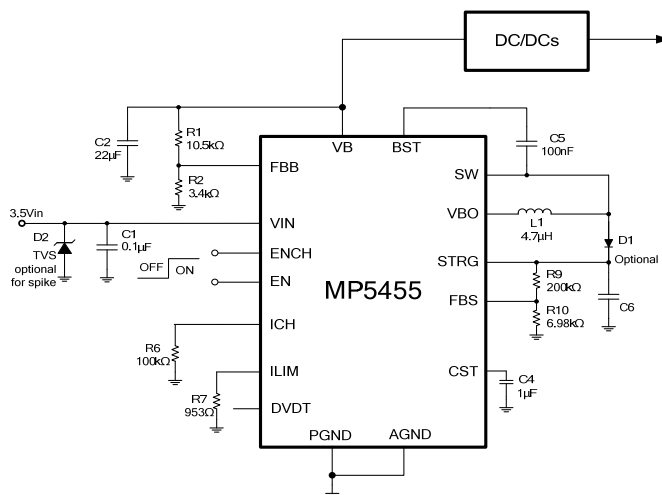 DC/DCs
C2
22µF
R1
10.5kΩ
R2
3.4kΩ
VB
BST
C5
100nF
FBB
SW
3.5Vin
VIN
VBO
L1
4.7µH
D2
TVS
optional
for spike
C1
0.1µF
OFF
ON
ENCH
EN
STRG
D1
Optional
R9
200kΩ
MP5455
FBS
R10
6.98kΩ
C6
ICH
R6
100kΩ
ILIM
R7
953Ω
CST
C4
1µF
DVDT
PGND
AGND